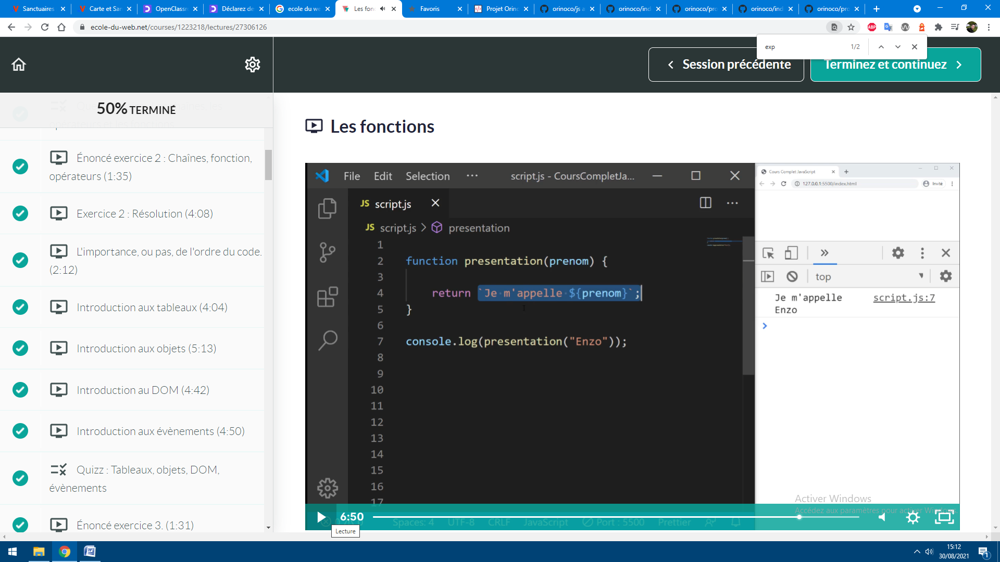 Sanctuaires
Carte et Sar
OpenClassr
Déclarez de
ecole du we
Les fon
Favoris
Projet Orin
orinoco/js a
orinoco/ind
orinoco/pro
orinoco/ind
orinoco/pro
ecole-du-web.net/courses/1223218/lectures/27306126
ABP
exp
1/2
Session précédente
Terminez et continuez
50% TERMINÉ
Énoncé exercice 2 : Chaînes, fonction,
opérateurs (1:35)
Exercice 2 : Résolution (4:08)
L'importance, ou pas, de l'ordre du code.
(2:12)
Introduction aux tableaux (4:04)
Introduction aux objets (5:13)
Introduction au DOM (4:42)
Introduction aux évènements (4:50)
Quizz : Tableaux, objets, DOM,
évènements
Énoncé exercice 3. (1:31)
Les fonctions
File Edit Selection ··· script.js - CoursCompletJa...
JS script.js
JS script.js > presentation
1
2 function presentation(prenom) {
3
4 return `Je m'appelle ${prenom}`;
5 }
6
7 console.log(presentation("Enzo"));
8
9
10
11
12
13
14
15
16
17
Cours Complet JavaScript
127.0.0.1:5500/index.html
Invité
top
Je m'appelle script.js:7
Enzo
Activer Windows
Accédez aux paramètres pour activer Windows.
6:50
Spaces: 4 UTF-8 CRLF JavaScript Port : 5500 Prettier
Lecture
15:12
30/08/2021
1